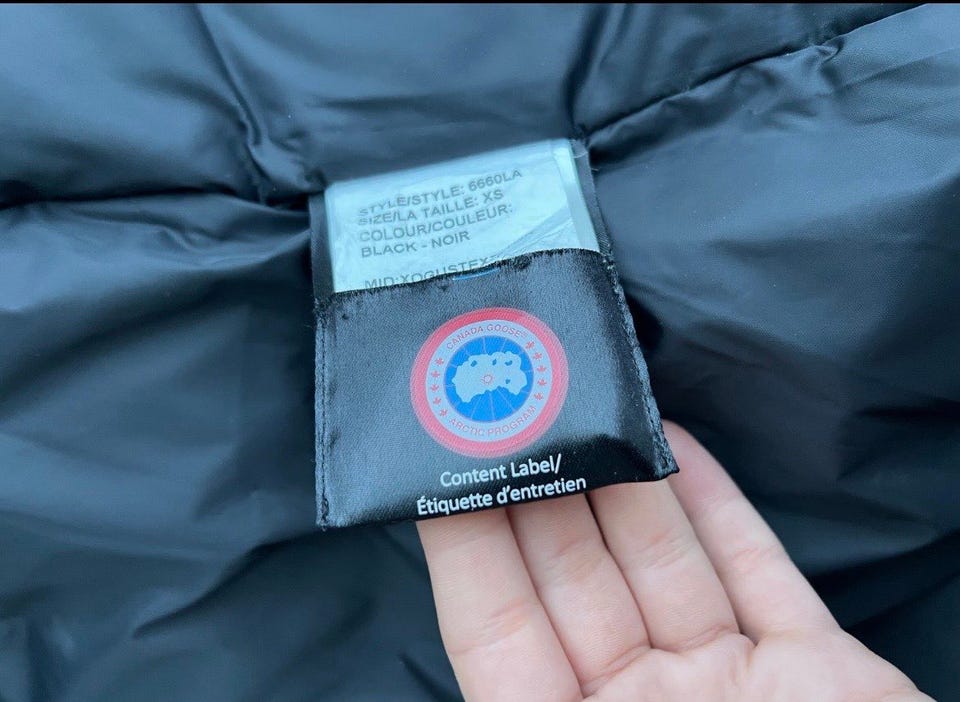 STYLE/STYLE: 6660LA
SIZE/LA TAILLE: XS
COLOUR/COULEUR:
BLACK - NOIR
CANADA GOOSE
ARCTIC PROGRAM
Content Label/
Étiquette d'entretien